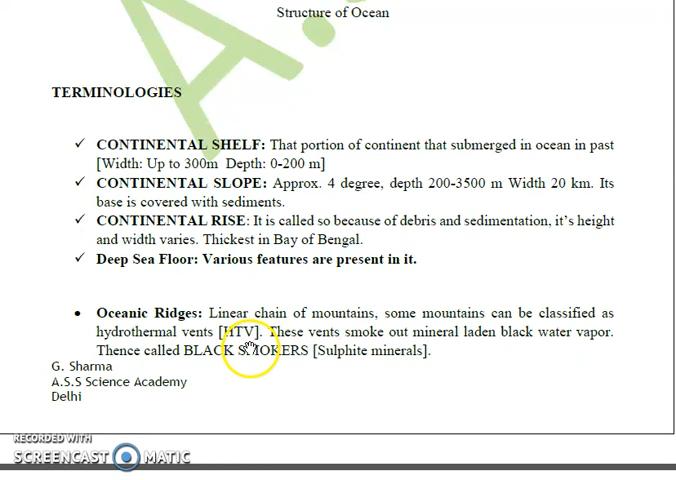 Structure of Ocean
TERMINOLOGIES
✓ CONTINENTAL SHELF: That portion of continent that submerged in ocean in past
[Width: Up to 300m Depth: 0-200 m]
✓ CONTINENTAL SLOPE: Approx. 4 degree, depth 200-3500 m Width 20 km. Its
base is covered with sediments.
✓ CONTINENTAL RISE: It is called so because of debris and sedimentation, it's height
and width varies. Thickest in Bay of Bengal.
✓ Deep Sea Floor: Various features are present in it.
• Oceanic Ridges: Linear chain of mountains, some mountains can be classified as
hydrothermal vents [HTV]. These vents smoke out mineral laden black water vapor.
Thence called BLACK SMOKERS [Sulphite minerals].
G. Sharma
A.S.S Science Academy
Delhi
RECORDED WITH
SCREENCAST MATIC